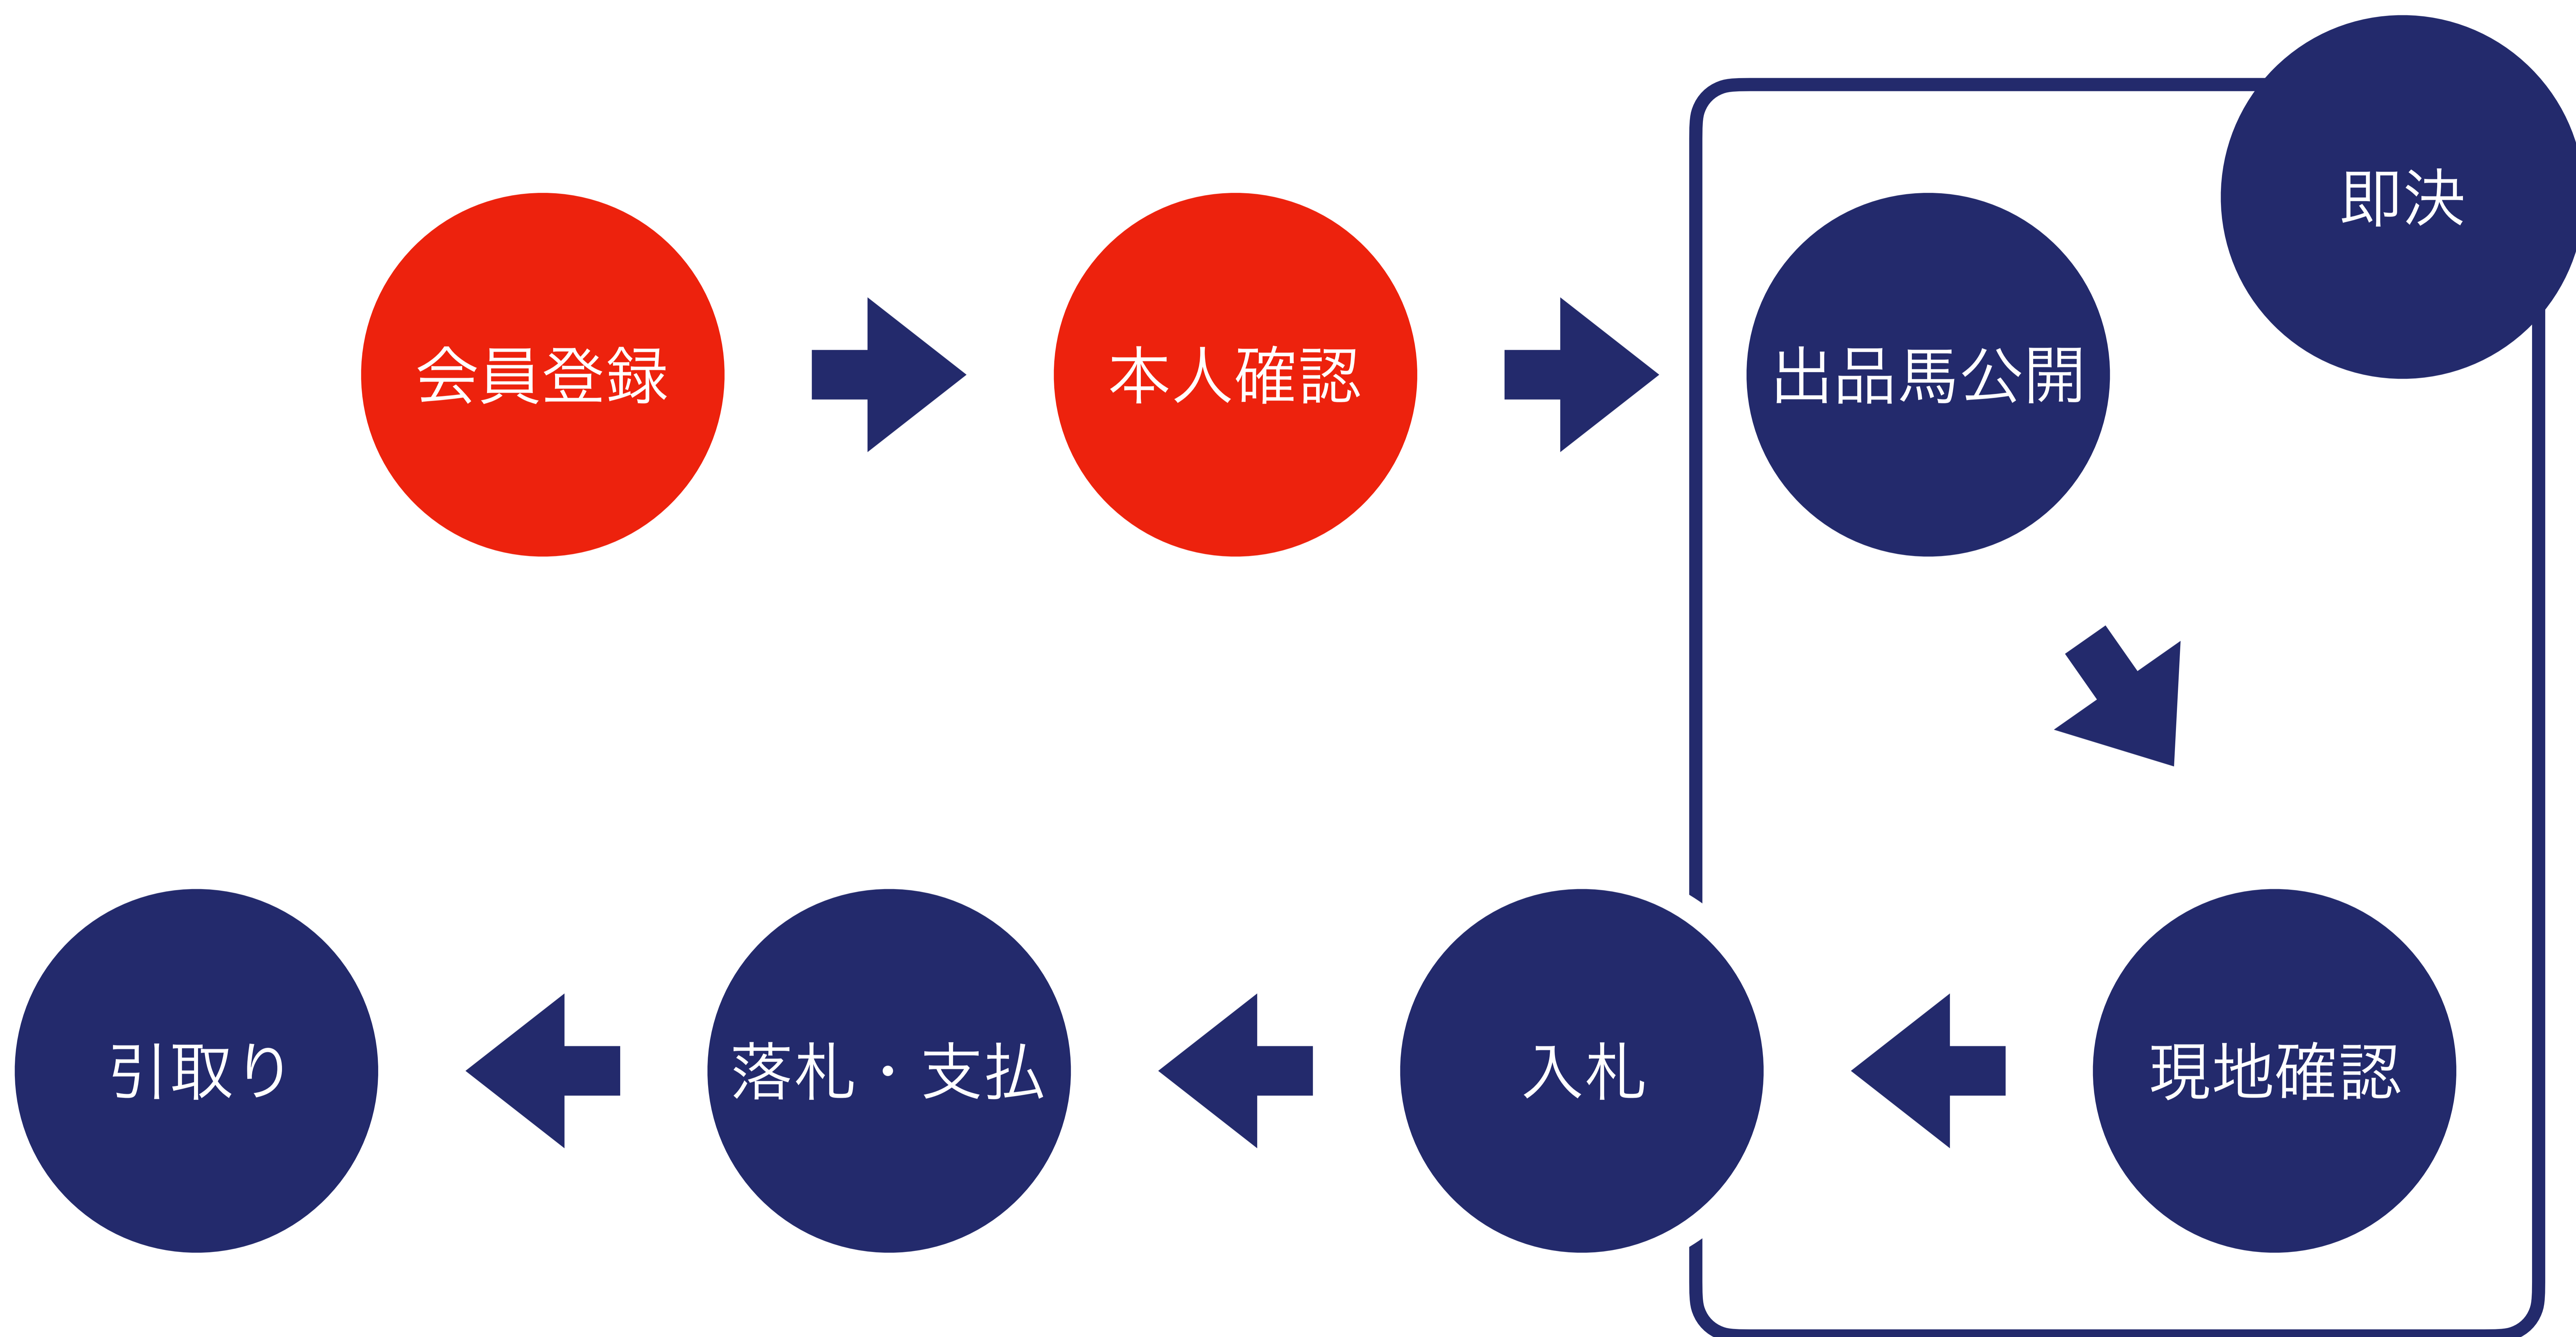 即決
会員登録
本人確認
出品馬公開
現地確認
入札
落札・支払
引取り